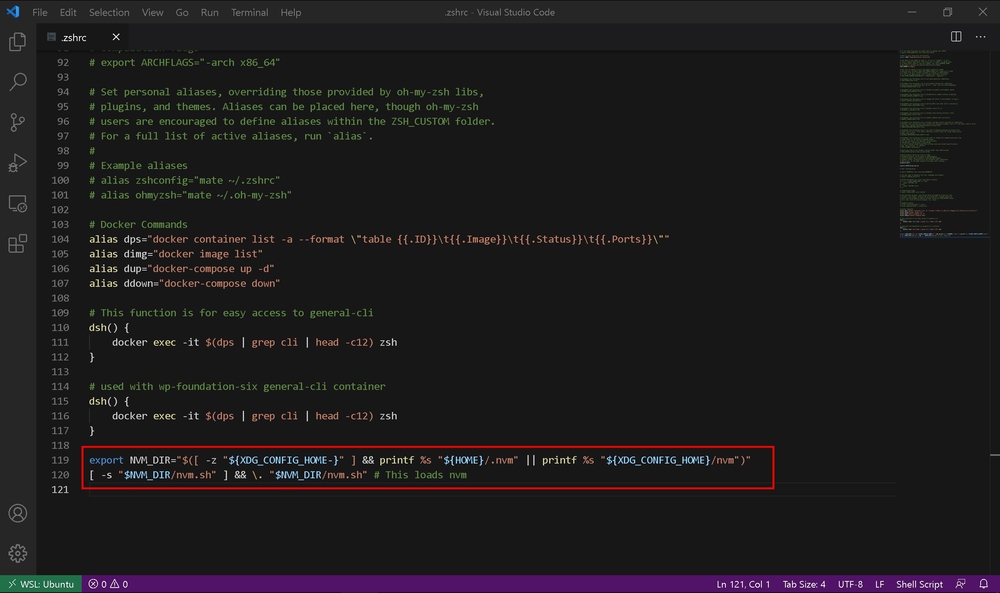 File Edit Selection View Go Run Terminal Help .zshrc - Visual Studio Code
.zshrc
92 # export ARCHFLAGS="-arch x86_64"
93
94 # Set personal aliases, overriding those provided by oh-my-zsh libs,
95 # plugins, and themes. Aliases can be placed here, though oh-my-zsh
96 # users are encouraged to define aliases within the ZSH_CUSTOM folder.
97 # For a full list of active aliases, run `alias`.
98 #
99 # Example aliases
100 # alias zshconfig="mate ~/.zshrc"
101 # alias ohmyzsh="mate ~/.oh-my-zsh"
102
103 # Docker Commands
104 alias dps="docker container list -a --format \"table {{.ID}}\t{{.Image}}\t{{.Status}}\t{{.Ports}}\""
105 alias dimg="docker image list"
106 alias dup="docker-compose up -d"
107 alias ddown="docker-compose down"
108
109 # This function is for easy access to general-cli
110 dsh() {
111 docker exec -it $(dps | grep cli | head -c12) zsh
112 }
113
114 # used with wp-foundation-six general-cli container
115 dsh() {
116 docker exec -it $(dps | grep cli | head -c12) zsh
117 }
118
119 export NVM_DIR="$([ -z "${XDG_CONFIG_HOME-}" ] && printf %s "${HOME}/.nvm" || printf %s "${XDG_CONFIG_HOME}/nvm")"
120 [ -s "$NVM_DIR/nvm.sh" ] && \. "$NVM_DIR/nvm.sh" # This loads nvm
121
WSL: Ubuntu 0 0 Ln 121, Col 1 Tab Size: 4 UTF-8 LF Shell Script